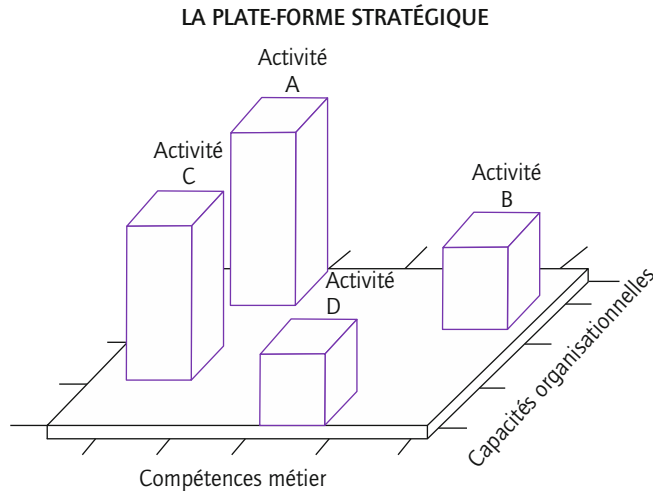 LA PLATE-FORME STRATÉGIQUE
Activité
A
Activité
C
Activité
B
Activité
D
Capacités organisationnelles
Compétences métier